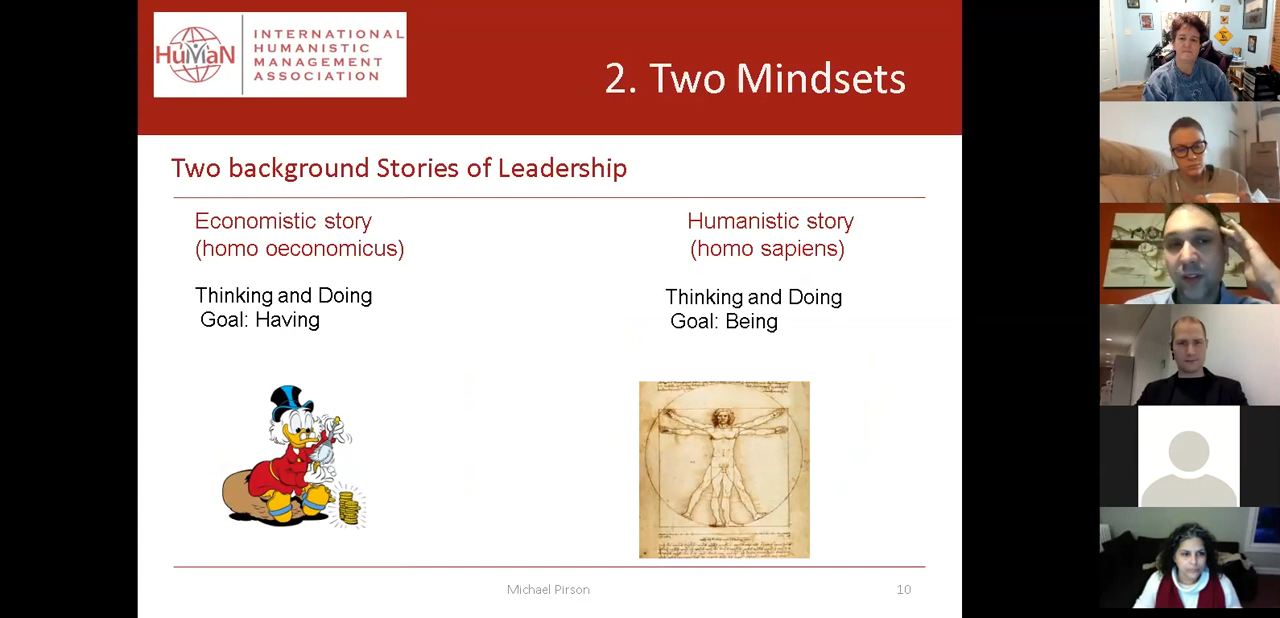 HuMaN
INTERNATIONAL
HUMANISTIC
MANAGEMENT
ASSOCIATION
2. Two Mindsets
Two background Stories of Leadership
Economistic story
(homo oeconomicus)
Thinking and Doing
Goal: Having
Humanistic story
(homo sapiens)
Thinking and Doing
Goal: Being
Michael Pirson
10